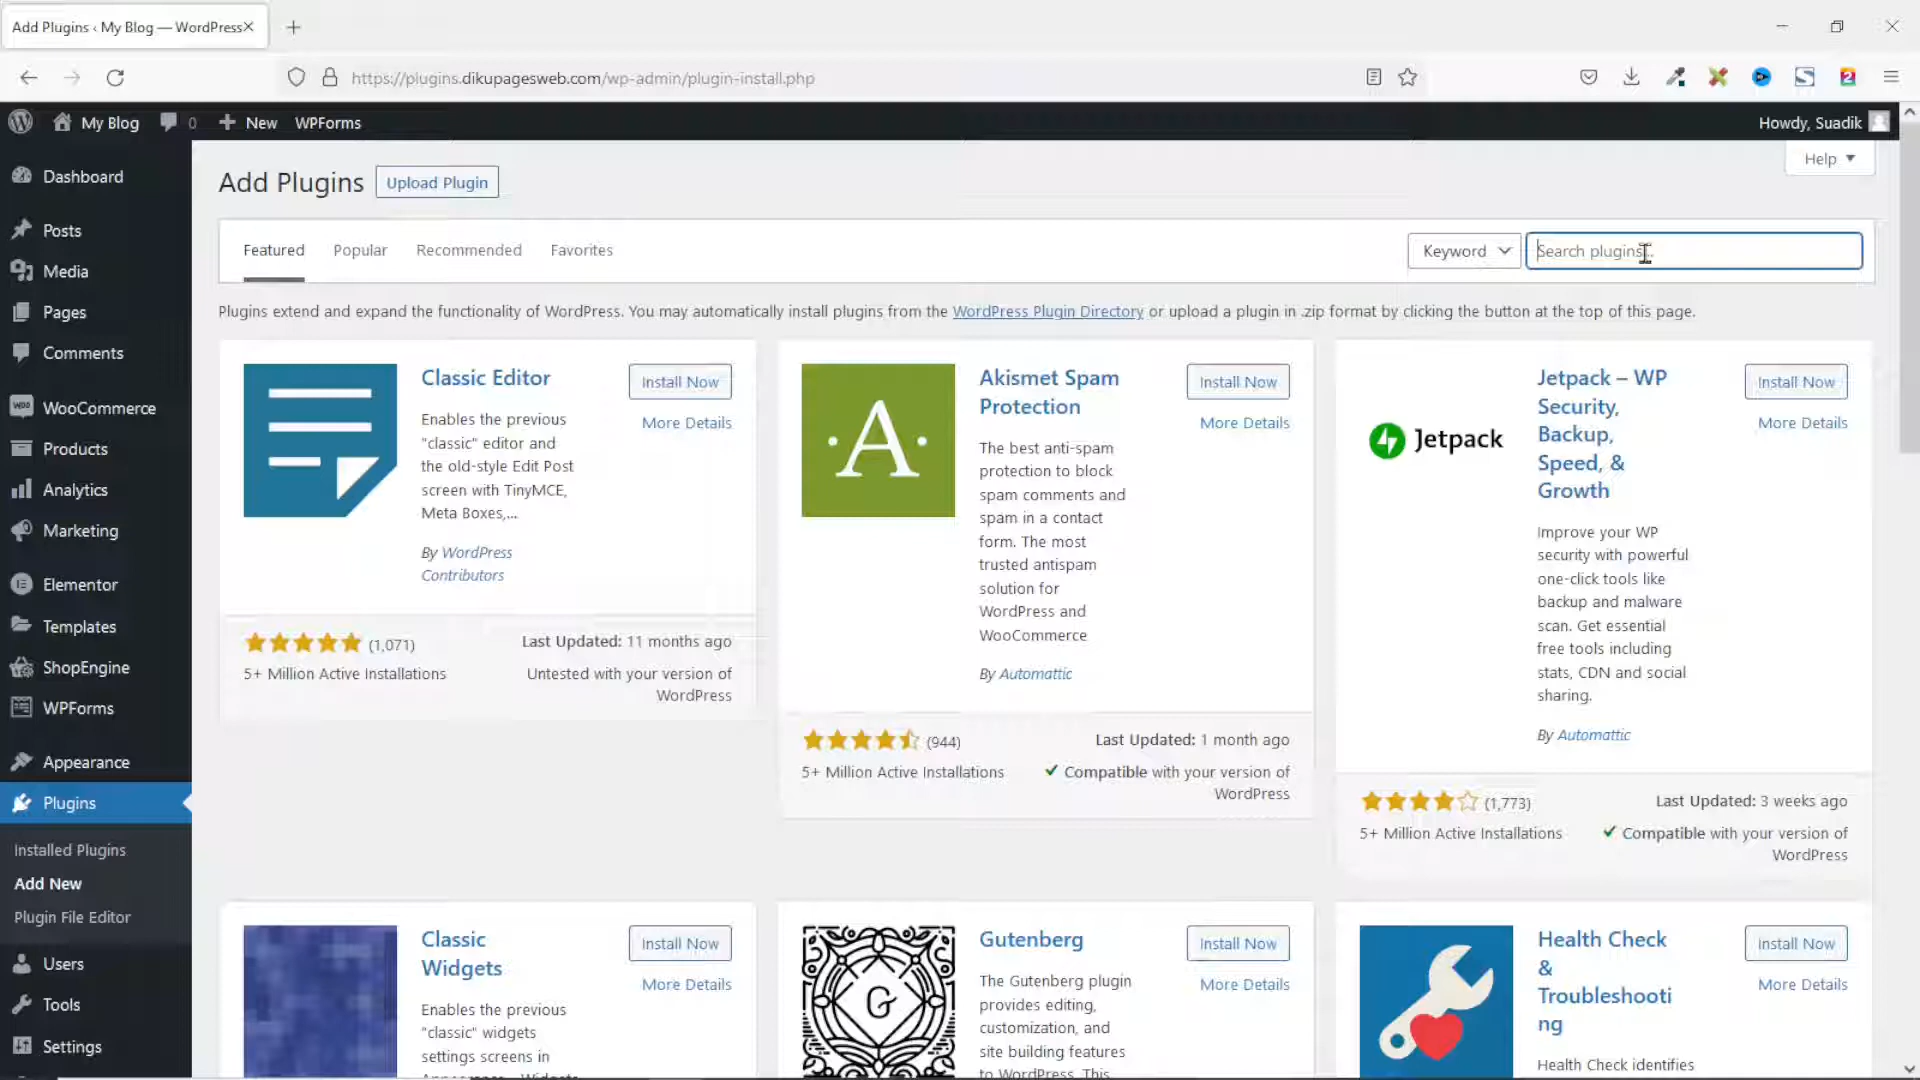 Add Plugins ‹ My Blog — WordPress
https://plugins.dikupagesweb.com/wp-admin/plugin-install.php
My Blog
0
New
WPForms
Howdy, Suadik
Dashboard
Posts
Media
Pages
Comments
WooCommerce
Products
Analytics
Marketing
Elementor
Templates
ShopEngine
WPForms
Appearance
Plugins
Installed Plugins
Add New
Plugin File Editor
Users
Tools
Settings
Add Plugins
Upload Plugin
Help
Featured
Popular
Recommended
Favorites
Keyword
Search plugins...
Plugins extend and expand the functionality of WordPress. You may automatically install plugins from the WordPress Plugin Directory or upload a plugin in .zip format by clicking the button at the top of this page.
Classic Editor
Install Now
More Details
Enables the previous
"classic" editor and
the old-style Edit Post
screen with TinyMCE,
Meta Boxes,...
By WordPress
Contributors
(1,071)
5+ Million Active Installations
Last Updated: 11 months ago
Untested with your version of
WordPress
A
Akismet Spam
Protection
Install Now
More Details
The best anti-spam
protection to block
spam comments and
spam in a contact
form. The most
trusted antispam
solution for
WordPress and
WooCommerce
By Automattic
(944)
5+ Million Active Installations
Last Updated: 1 month ago
Compatible with your version of
WordPress
Jetpack
Jetpack – WP
Security,
Backup,
Speed, &
Growth
Install Now
More Details
Improve your WP
security with powerful
one-click tools like
backup and malware
scan. Get essential
free tools including
stats, CDN and social
sharing.
By Automattic
(1,773)
5+ Million Active Installations
Last Updated: 3 weeks ago
Compatible with your version of
WordPress
Classic
Widgets
Install Now
More Details
Enables the previous
"classic" widgets
settings screens in
G
Gutenberg
Install Now
More Details
The Gutenberg plugin
provides editing,
customization, and
site building features
to WordPress. This
Health Check
&
Troubleshooti
ng
Install Now
More Details
Health Check identifies